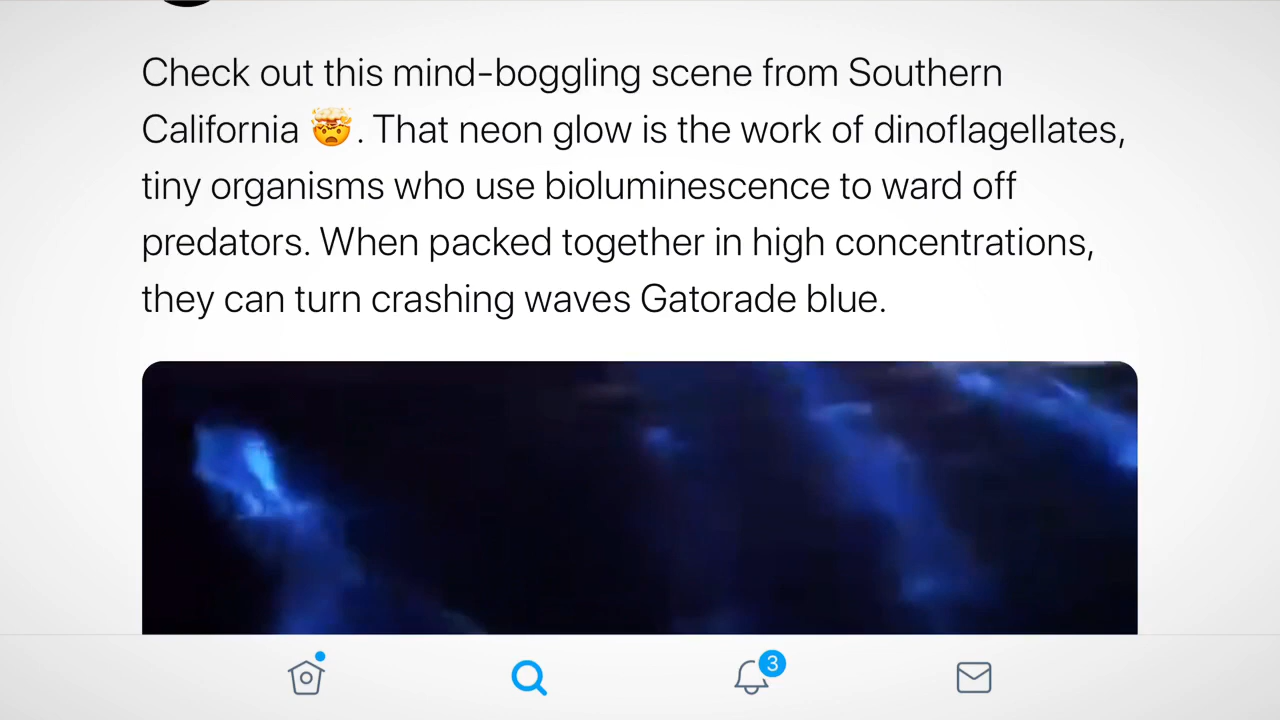 Check out this mind-boggling scene from Southern
California 🤯. That neon glow is the work of dinoflagellates,
tiny organisms who use bioluminescence to ward off
predators. When packed together in high concentrations,
they can turn crashing waves Gatorade blue.
3